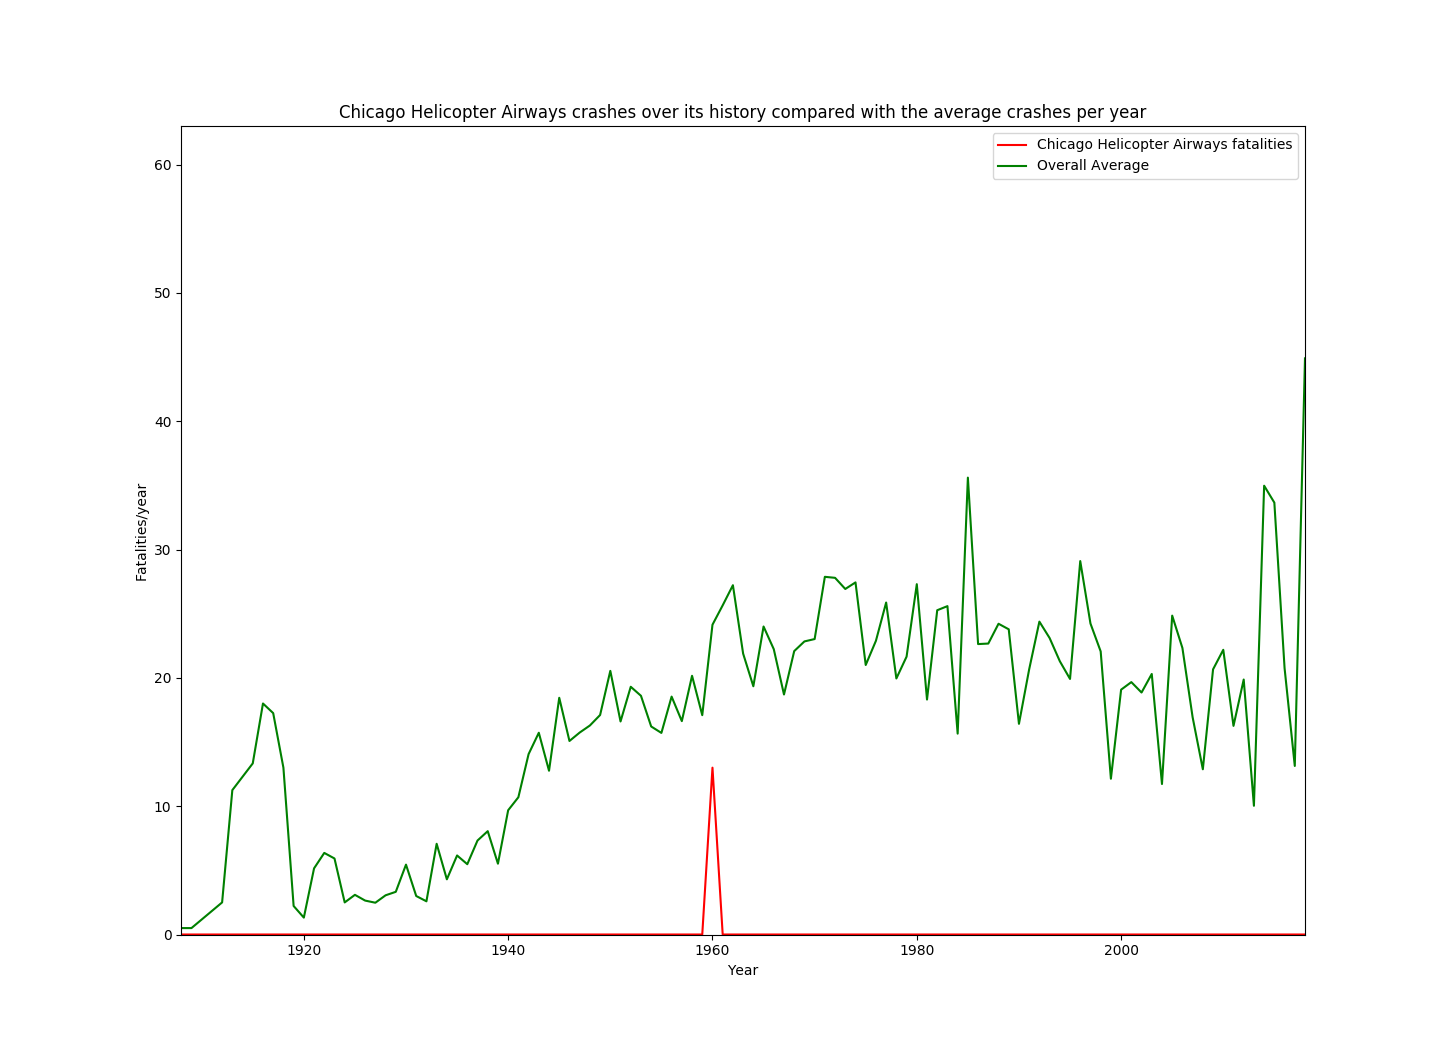 Chicago Helicopter Airways crashes over its history compared with the average crashes per year
Chicago Helicopter Airways fatalities
Overall Average
60
50
40
30
20
10
0
Fatalities/year
1920 1940 1960 1980 2000
Year